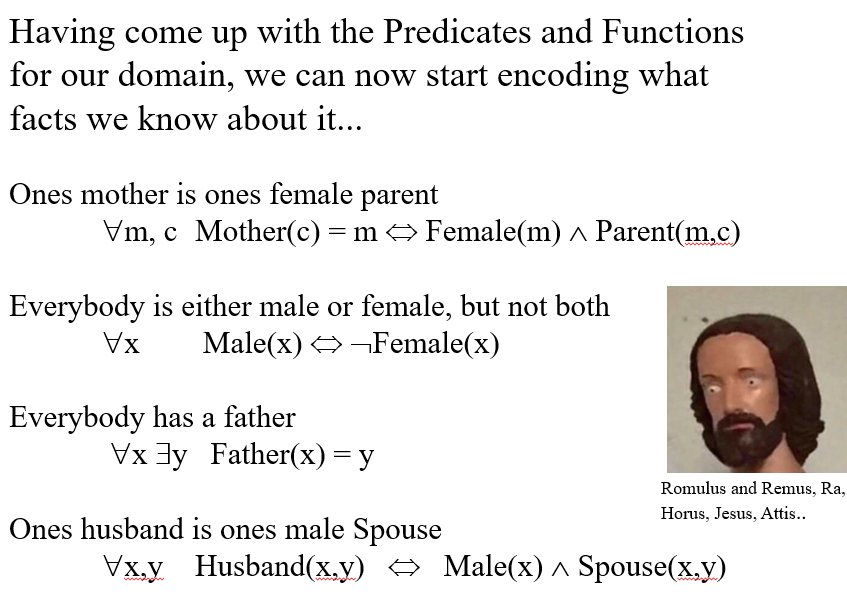 Having come up with the Predicates and Functions
for our domain, we can now start encoding what
facts we know about it...
Ones mother is ones female parent
∀m, c Mother(c) = m ⇔ Female(m) ∧ Parent(m,c)
Everybody is either male or female, but not both
∀x Male(x) ⇔ ¬Female(x)
Everybody has a father
∀x ∃y Father(x) = y
Romulus and Remus, Ra,
Horus, Jesus, Attis..
Ones husband is ones male Spouse
∀x,y Husband(x,y) ⇔ Male(x) ∧ Spouse(x,y)